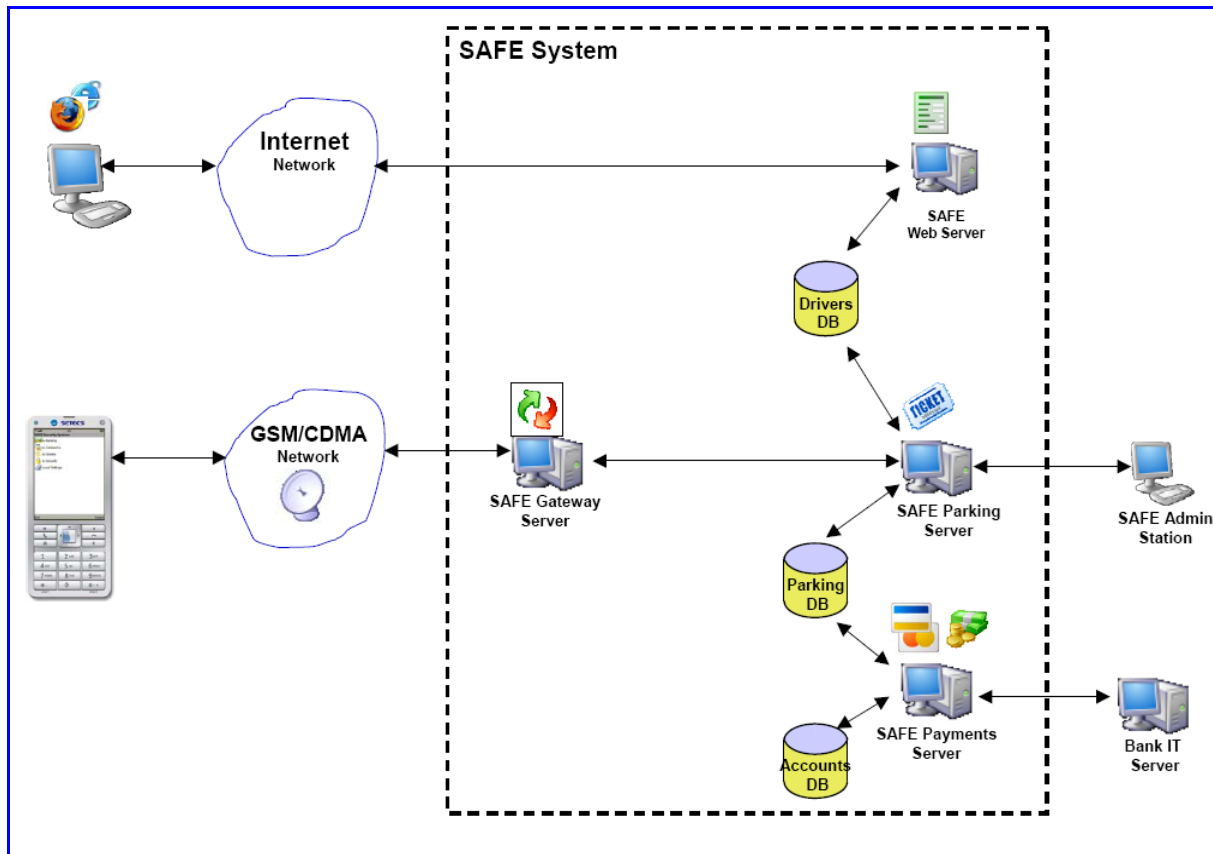 SAFE System
Internet
Network
SAFE
Web Server
Drivers
DB
TICKET
GSM/CDMA
Network
SETECS
SAFE Gateway
Server
SAFE Parking
Server
SAFE Admin
Station
Parking
DB
SAFE Payments
Server
Accounts
DB
Bank IT
Server